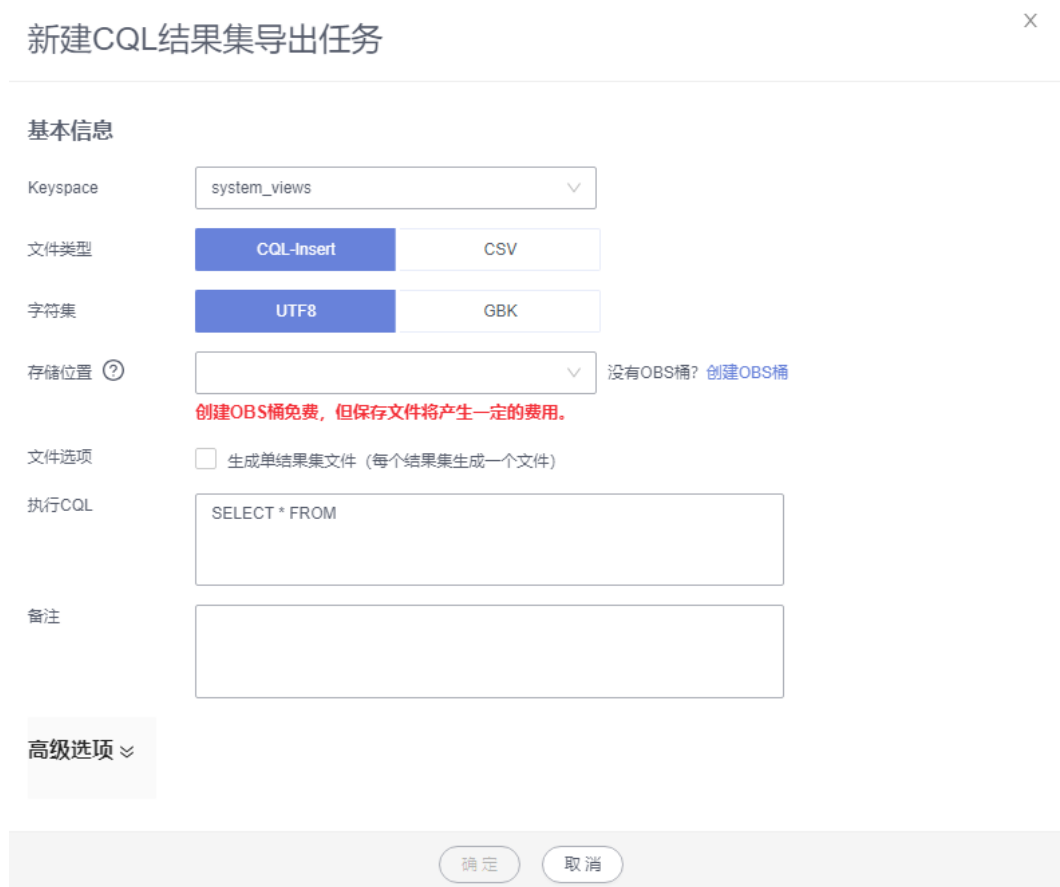 新建CQL结果集导出任务
X
基本信息
Keyspace
system_views
文件类型
CQL-Insert
CSV
字符集
UTF8
GBK
存储位置 ?
没有OBS桶? 创建OBS桶
创建OBS桶免费，但保存文件将产生一定的费用。
文件选项
生成单结果集文件 (每个结果集生成一个文件)
执行CQL
SELECT * FROM
备注
高级选项
确定
取消